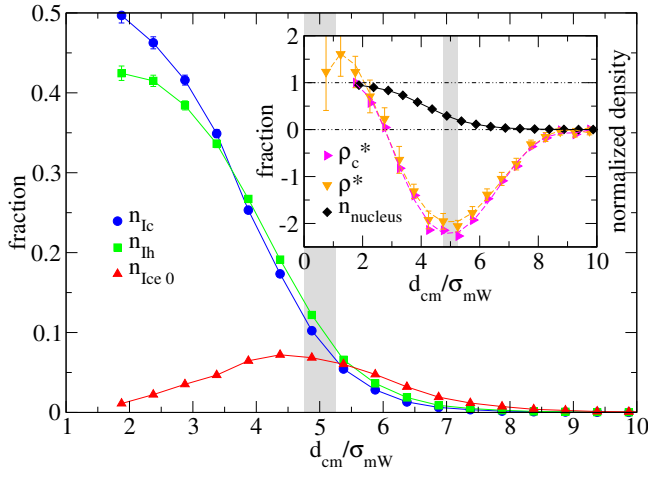 0.5
0.4
0.3
0.2
0.1
0
fraction
n_Ic
n_Ih
n_Ice 0
1 2 3 4 5 6 7 8 9 10
d_cm/σ_mW
2
1
0
-1
-2
fraction
normalized density
ρ_c*
ρ*
n_nucleus
0 2 4 6 8 10
d_cm/σ_mW